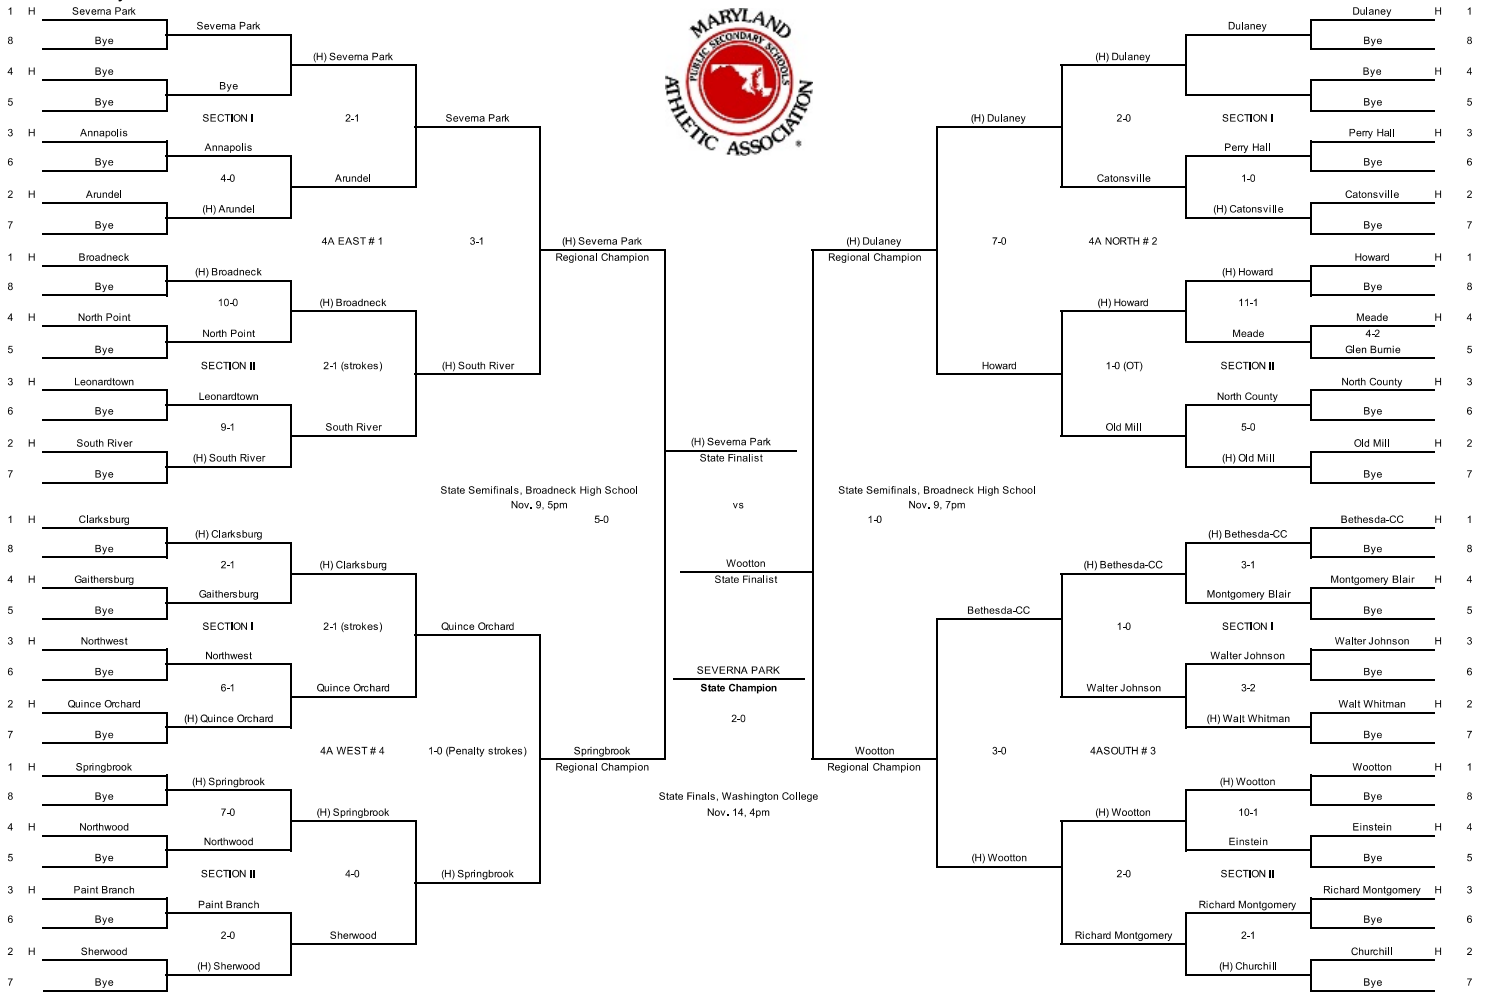 MARYLAND
PUBLIC SECONDARY SCHOOLS
ATHLETIC ASSOCIATION
®
1 H Severna Park
Severna Park
8 Bye
(H) Severna Park
4 H Bye
Bye
5 Bye
SECTION I
2-1
Severna Park
3 H Annapolis
Annapolis
6 Bye
4-0
Arundel
2 H Arundel
(H) Arundel
7 Bye
4A EAST # 1
3-1
(H) Severna Park
Regional Champion
1 H Broadneck
(H) Broadneck
8 Bye
10-0
(H) Broadneck
4 H North Point
North Point
5 Bye
SECTION II
2-1 (strokes)
(H) South River
3 H Leonardtown
Leonardtown
6 Bye
9-1
South River
2 H South River
(H) South River
7 Bye
State Semifinals, Broadneck High School
Nov. 9, 5pm
5-0
1 H Clarksburg
(H) Clarksburg
8 Bye
2-1
(H) Clarksburg
4 H Gaithersburg
Gaithersburg
5 Bye
SECTION I
2-1 (strokes)
Quince Orchard
3 H Northwest
Northwest
6 Bye
6-1
Quince Orchard
2 H Quince Orchard
(H) Quince Orchard
7 Bye
4A WEST # 4
1-0 (Penalty strokes)
Springbrook
Regional Champion
1 H Springbrook
(H) Springbrook
8 Bye
7-0
(H) Springbrook
4 H Northwood
Northwood
5 Bye
SECTION II
4-0
(H) Springbrook
3 H Paint Branch
Paint Branch
6 Bye
2-0
Sherwood
2 H Sherwood
(H) Sherwood
7 Bye
(H) Severna Park
State Finalist
vs
Wootton
State Finalist
SEVERNA PARK
State Champion
2-0
State Finals, Washington College
Nov. 14, 4pm
Dulaney H 1
Dulaney
Bye 8
(H) Dulaney
Bye H 4
Bye 5
SECTION I
2-0
(H) Dulaney
Perry Hall H 3
Perry Hall
Bye 6
1-0
Catonsville
Catonsville H 2
(H) Catonsville
Bye 7
4A NORTH # 2
7-0
(H) Dulaney
Regional Champion
Howard H 1
(H) Howard
Bye 8
11-1
(H) Howard
Meade H 4
Meade
4-2
Glen Burnie 5
SECTION II
1-0 (OT)
Howard
North County H 3
North County
Bye 6
5-0
Old Mill
Old Mill H 2
(H) Old Mill
Bye 7
State Semifinals, Broadneck High School
Nov. 9, 7pm
1-0
Bethesda-CC H 1
(H) Bethesda-CC
Bye 8
3-1
(H) Bethesda-CC
Montgomery Blair H 4
Montgomery Blair
Bye 5
SECTION I
1-0
Bethesda-CC
Walter Johnson H 3
Walter Johnson
Bye 6
3-2
Walter Johnson
Walt Whitman H 2
(H) Walt Whitman
Bye 7
4ASOUTH # 3
3-0
Wootton
Regional Champion
Wootton H 1
(H) Wootton
Bye 8
10-1
(H) Wootton
Einstein H 4
Einstein
Bye 5
SECTION II
2-0
(H) Wootton
Richard Montgomery H 3
Richard Montgomery
Bye 6
2-1
Richard Montgomery
Churchill H 2
(H) Churchill
Bye 7